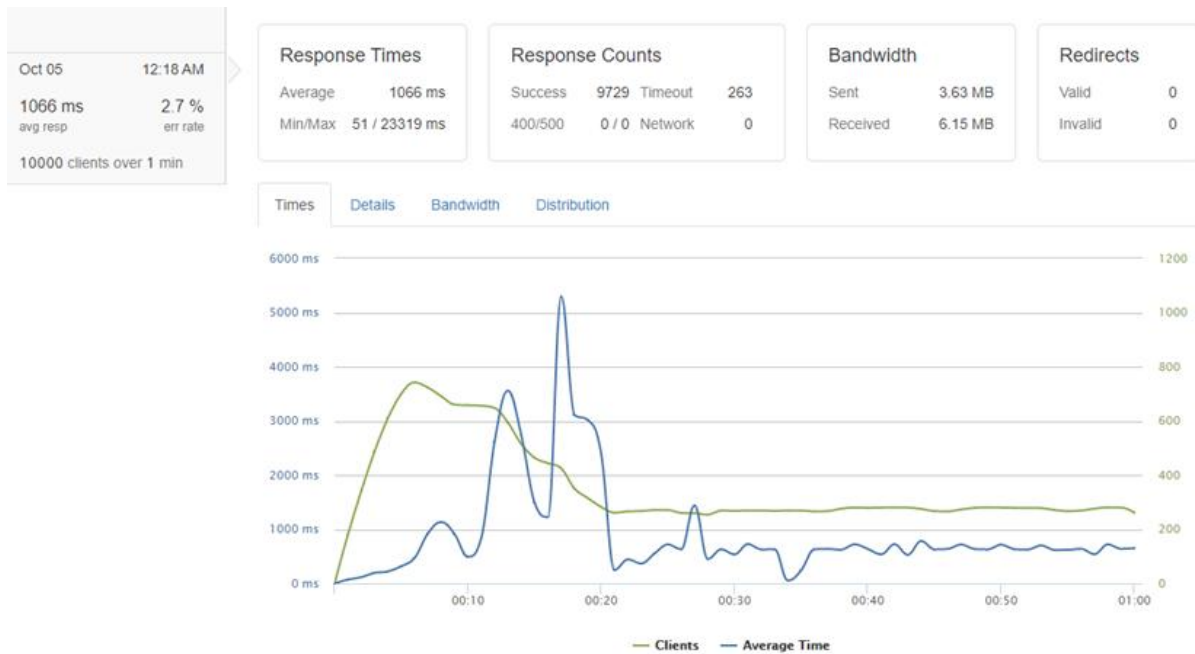 Oct 05 12:18 AM
1066 ms 2.7 %
avg resp err rate
10000 clients over 1 min
Response Times
Average 1066 ms
Min/Max 51 / 23319 ms
Response Counts
Success 9729 Timeout 263
400/500 0 / 0 Network 0
Bandwidth
Sent 3.63 MB
Received 6.15 MB
Redirects
Valid 0
Invalid 0
Times Details Bandwidth Distribution
6000 ms 1200
5000 ms 1000
4000 ms 800
3000 ms 600
2000 ms 400
1000 ms 200
0 ms 0
00:10 00:20 00:30 00:40 00:50 01:00
Clients Average Time